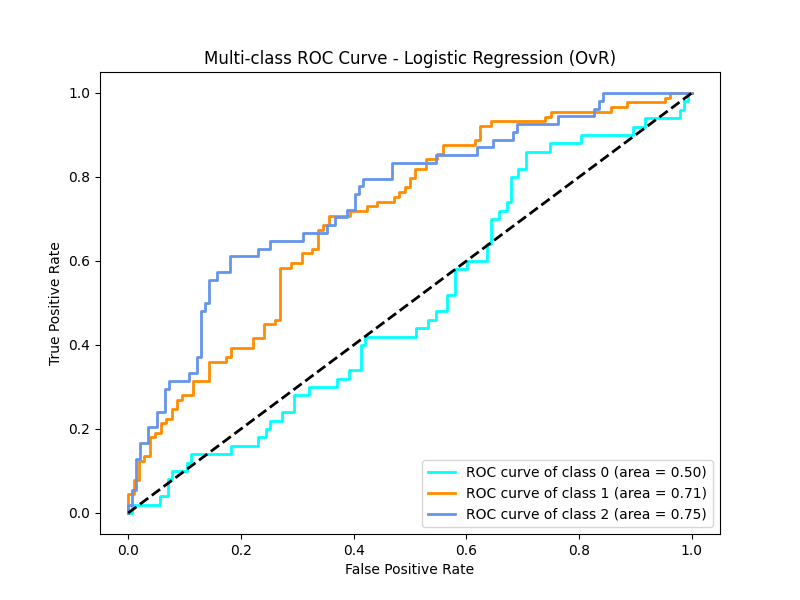 Multi-class ROC Curve - Logistic Regression (OvR)
1.0
0.8
0.6
0.4
0.2
0.0
True Positive Rate
ROC curve of class 0 (area = 0.50)
ROC curve of class 1 (area = 0.71)
ROC curve of class 2 (area = 0.75)
0.0 0.2 0.4 0.6 0.8 1.0
False Positive Rate